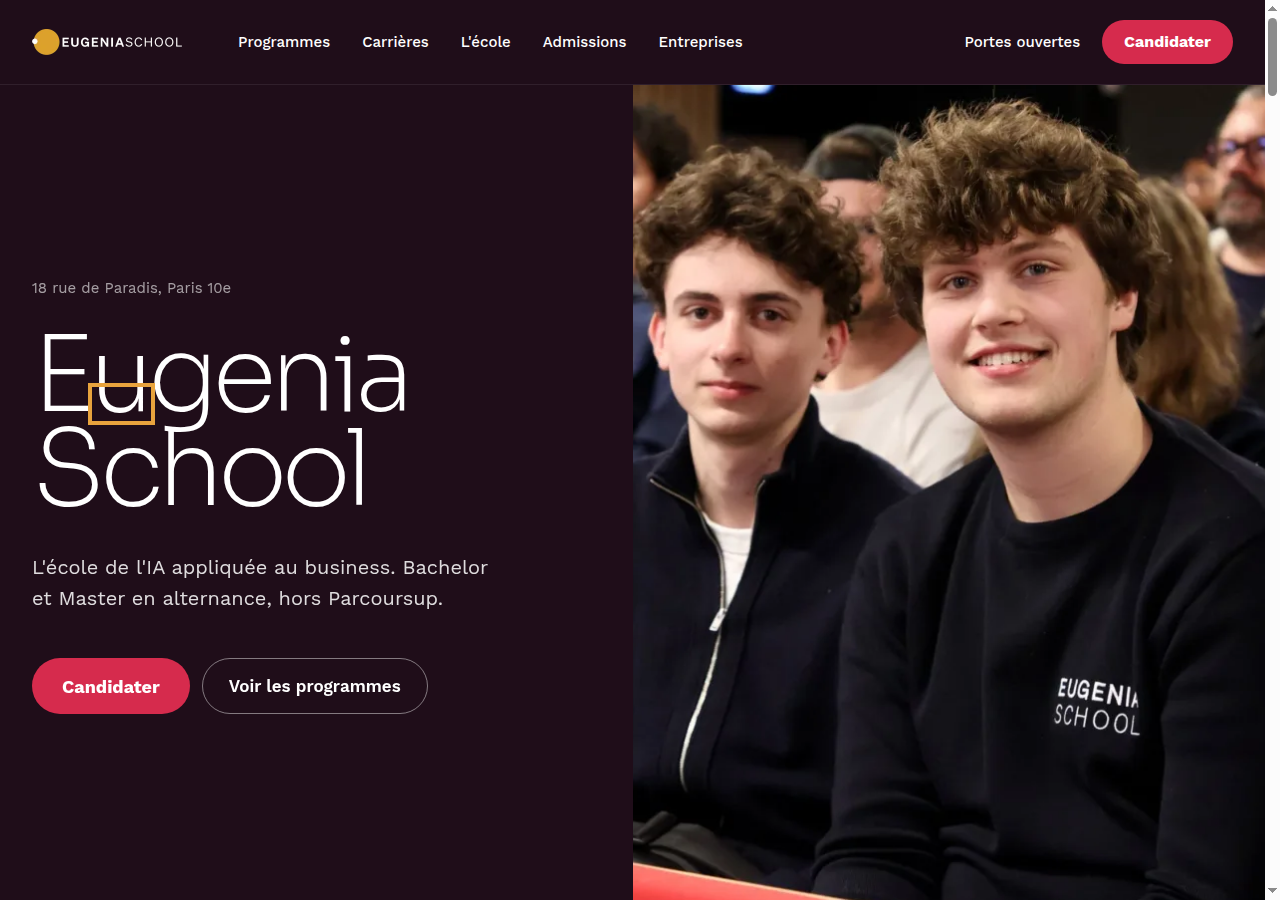 EUGENIASCHOOL
Programmes
Carrières
L'école
Admissions
Entreprises
Portes ouvertes
Candidater
18 rue de Paradis, Paris 10e
Eugenia
School
L'école de l'IA appliquée au business. Bachelor
et Master en alternance, hors Parcoursup.
Candidater
Voir les programmes
EUGENIA
SCHOOL